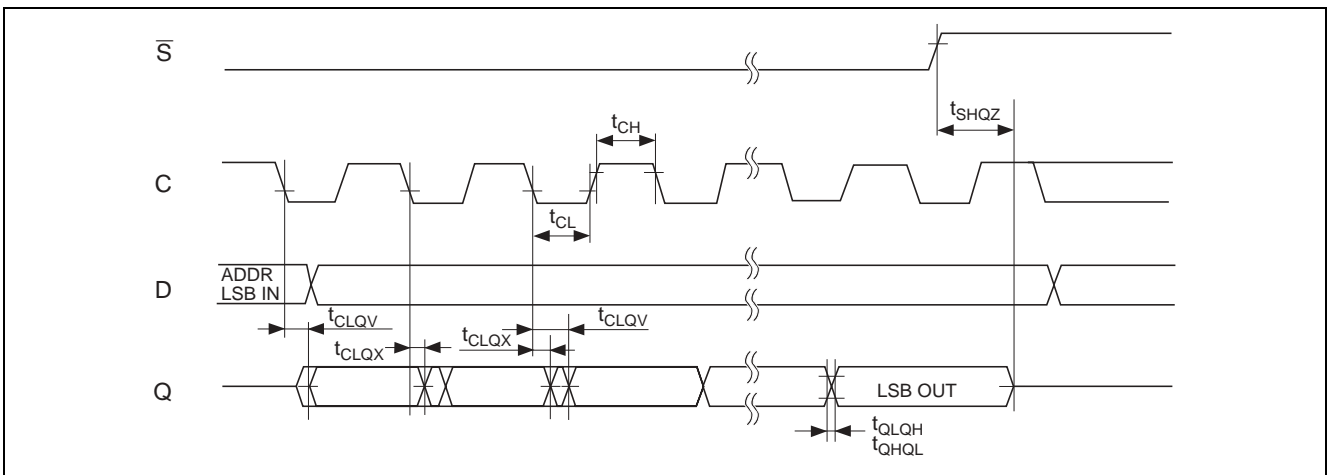 S̅
tSHQZ
tCH
C
tCL
ADDR
LSB IN
D
tCLQV
tCLQX
tCLQX
tCLQV
Q
LSB OUT
tQLQH
tQHQL